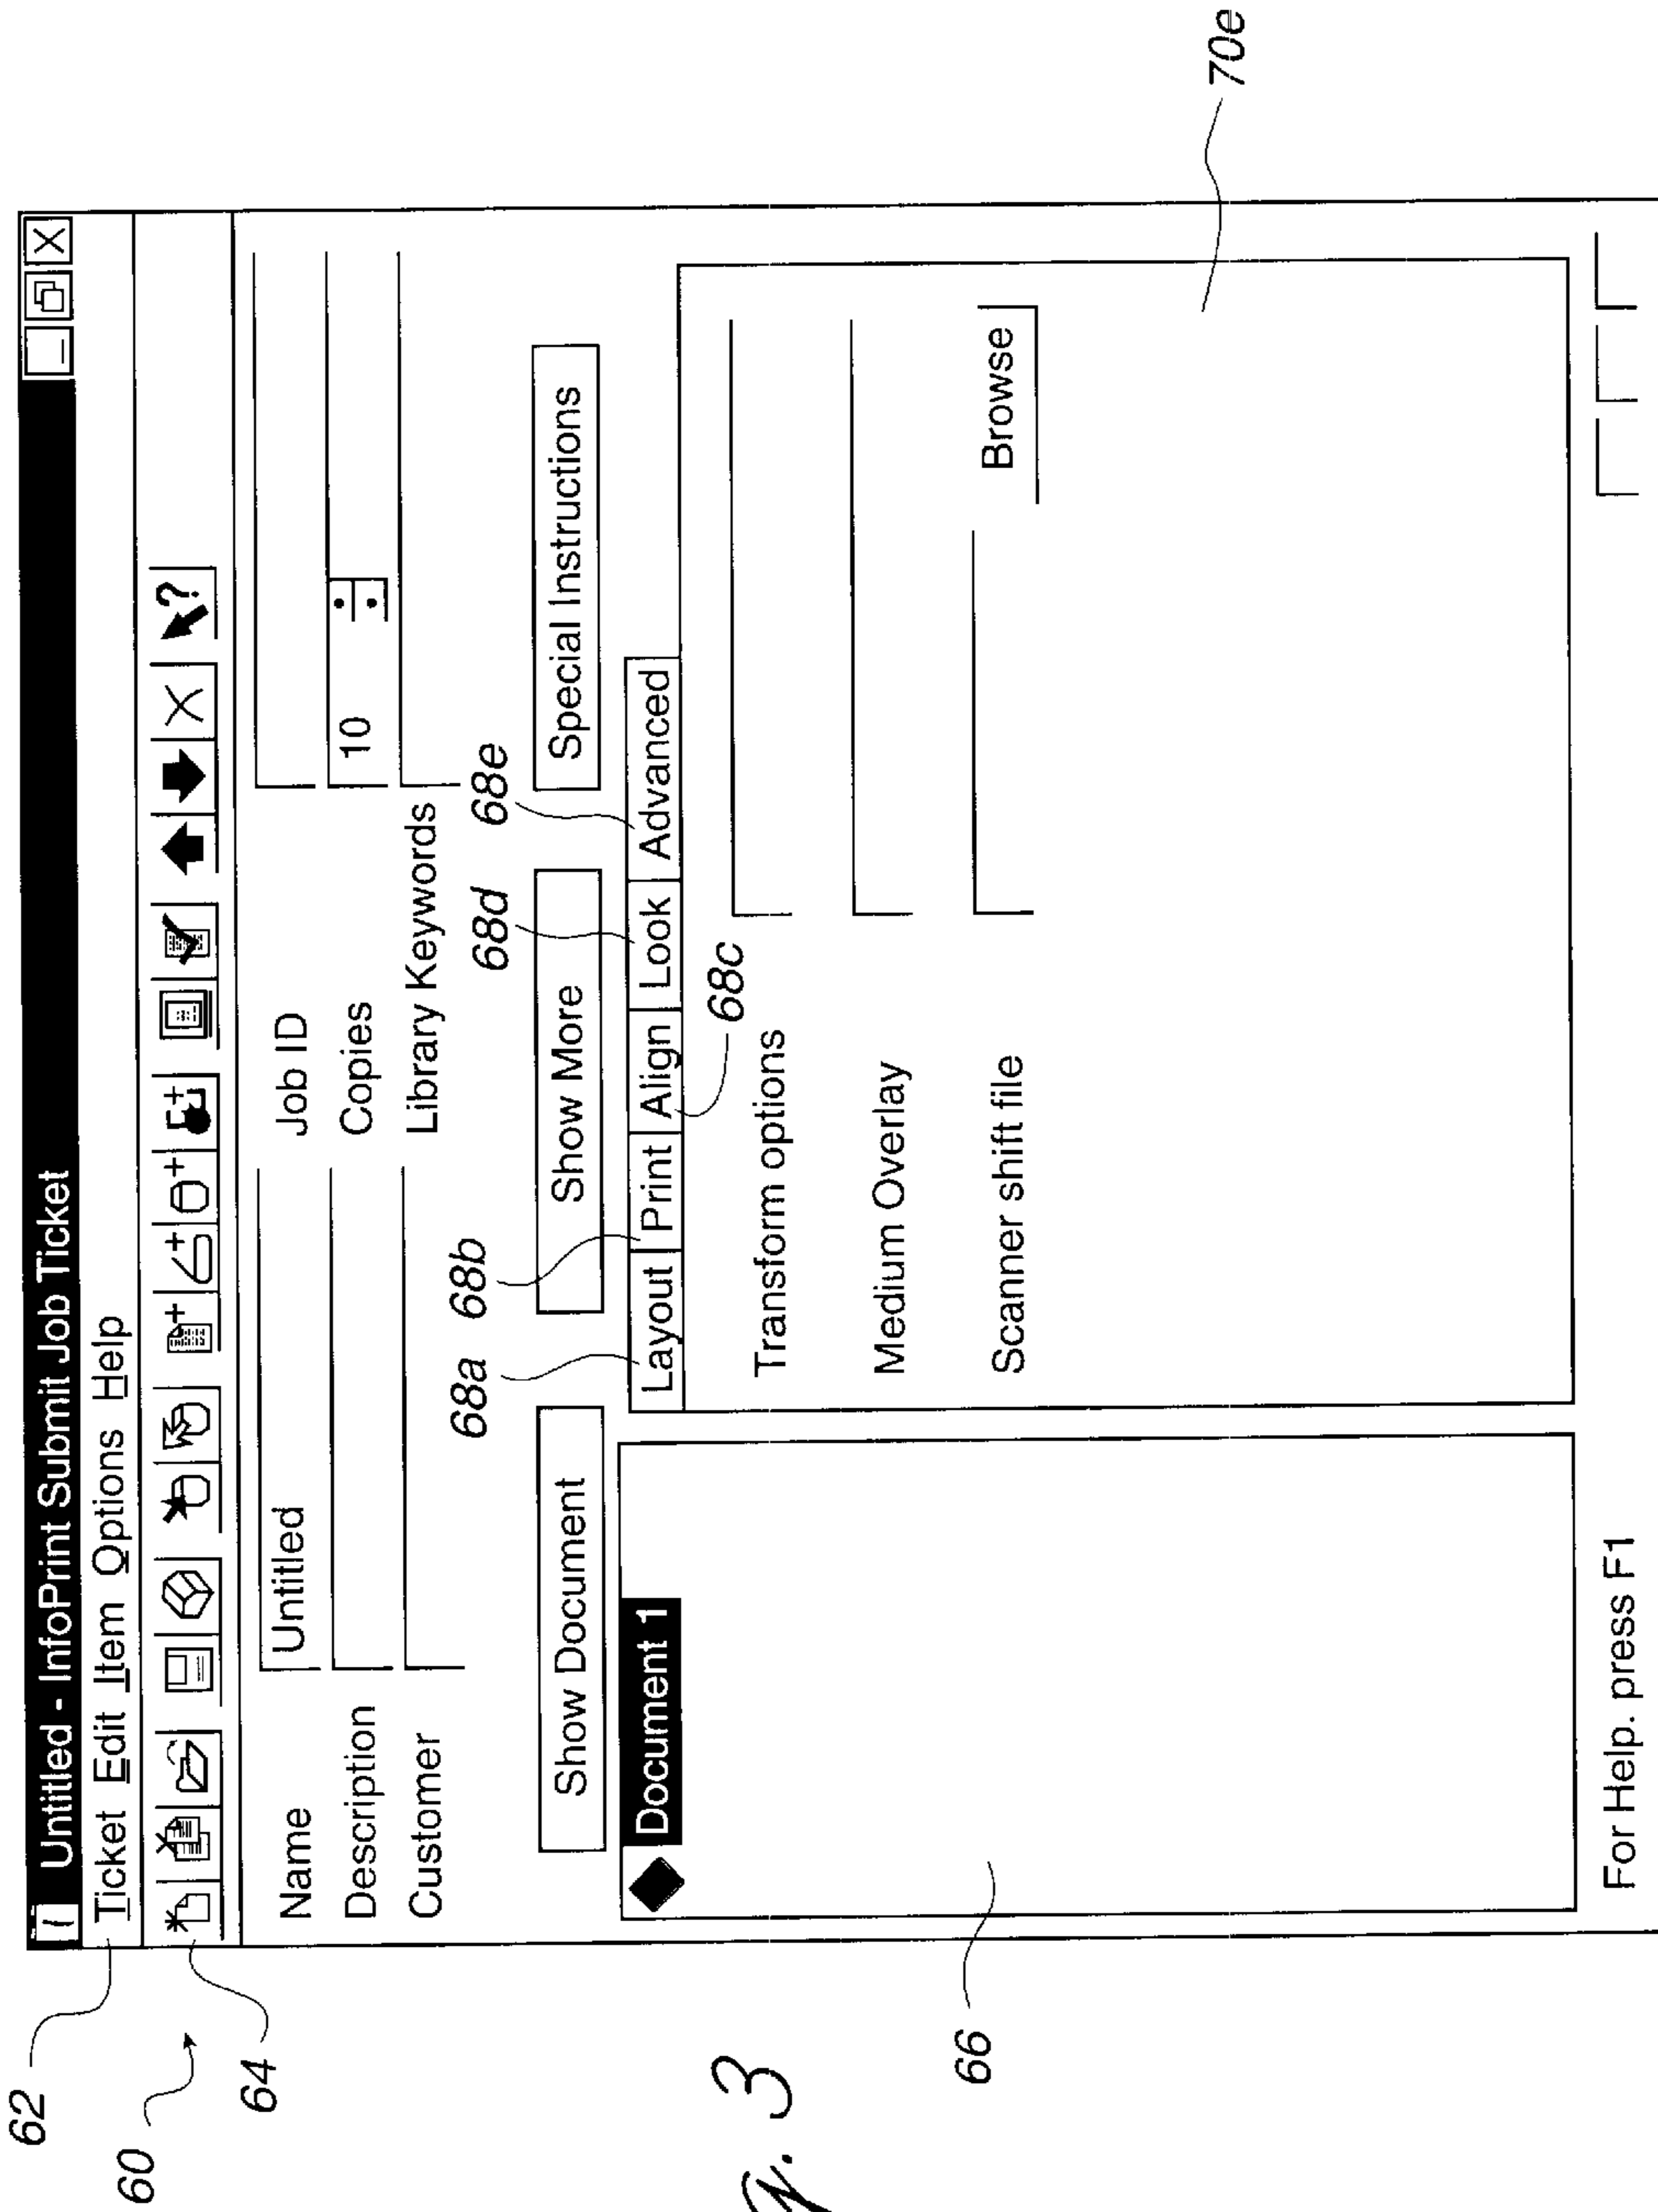 Untitled - InfoPrint Submit Job Ticket
Ticket Edit Item Options Help
62
60
64
Name Untitled Job ID
Description Copies 10
Customer Library Keywords
68a 68b 68d 68e
Show Document Show More Special Instructions
Document 1
Layout Print Align Look Advanced
68c
Transform options
Medium Overlay
Scanner shift file Browse
66
70e
For Help. press F1
3